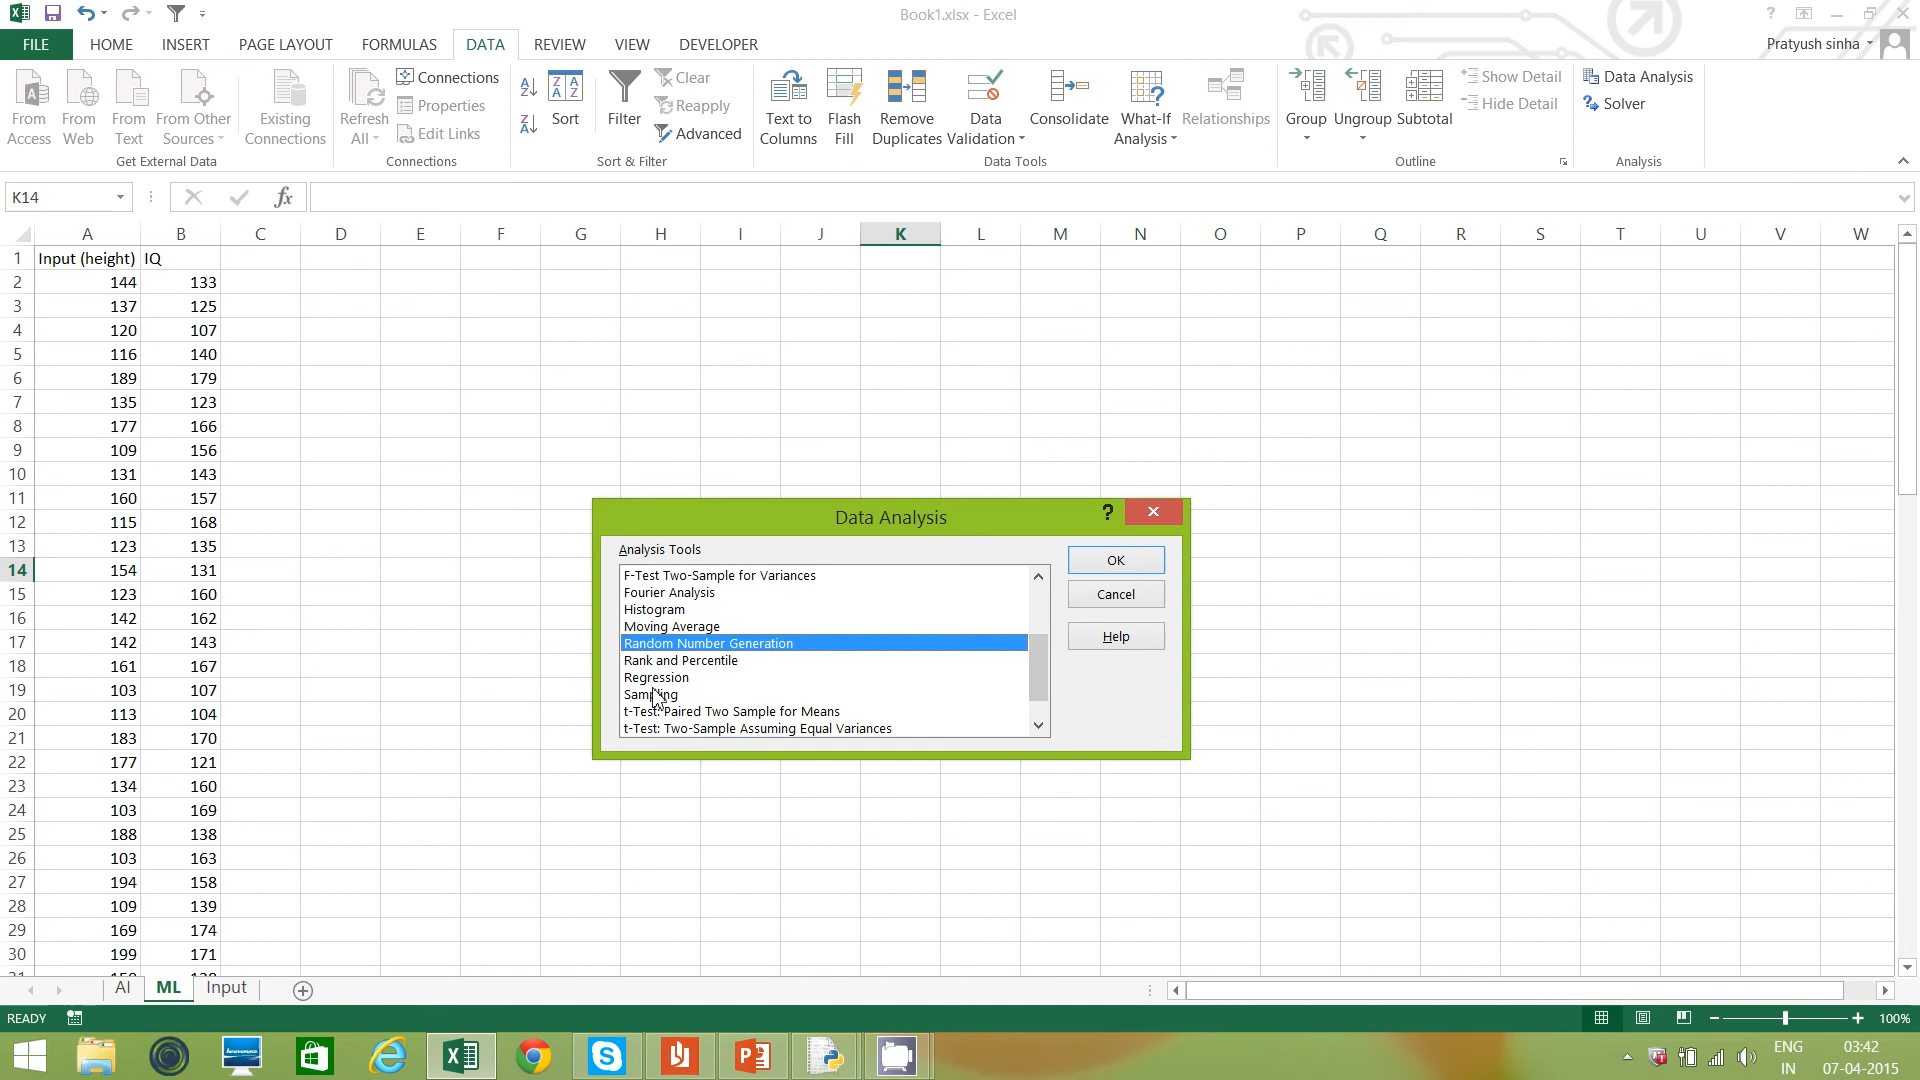 Book1.xlsx - Excel
FILE HOME INSERT PAGE LAYOUT FORMULAS DATA REVIEW VIEW DEVELOPER
Pratyush sinha
From Access
From Web
From Text
From Other Sources
Existing Connections
Get External Data
Refresh All
Connections
Properties
Edit Links
Connections
Sort
Filter
Clear
Reapply
Advanced
Sort & Filter
Text to Columns
Flash Fill
Remove Duplicates
Data Validation
Consolidate
What-If Analysis
Relationships
Data Tools
Group
Ungroup
Subtotal
Show Detail
Hide Detail
Outline
Data Analysis
Solver
Analysis
K14
fx
A B C D E F G H I J K L M N O P Q R S T U V W
1 Input (height) IQ
2 144 133
3 137 125
4 120 107
5 116 140
6 189 179
7 135 123
8 177 166
9 109 156
10 131 143
11 160 157
12 115 168
13 123 135
14 154 131
15 123 160
16 142 162
17 142 143
18 161 167
19 103 107
20 113 104
21 183 170
22 177 121
23 134 160
24 103 169
25 188 138
26 103 163
27 194 158
28 109 139
29 169 174
30 199 171
Data Analysis
Analysis Tools
F-Test Two-Sample for Variances
Fourier Analysis
Histogram
Moving Average
Random Number Generation
Rank and Percentile
Regression
Sampling
t-Test: Paired Two Sample for Means
t-Test: Two-Sample Assuming Equal Variances
OK
Cancel
Help
AI ML Input
READY
100%
ENG
IN
03:42
07-04-2015